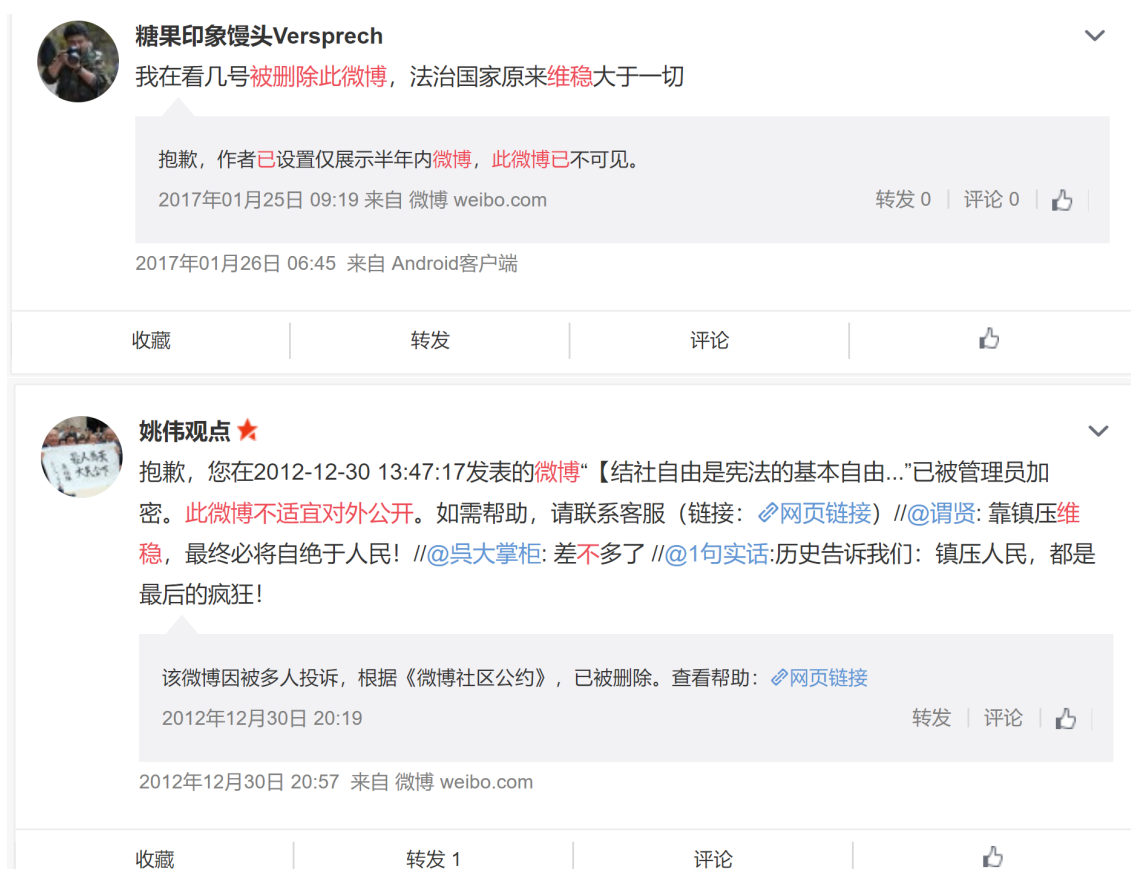 糖果印象馒头Versprech
我在看几号被删除此微博，法治国家原来维稳大于一切
抱歉，作者已设置仅展示半年内微博，此微博已不可见。
2017年01月25日 09:19 来自 微博 weibo.com 转发 0 评论 0
2017年01月26日 06:45 来自 Android客户端
收藏 转发 评论
姚伟观点
抱歉，您在2012-12-30 13:47:17发表的微博“【结社自由是宪法的基本自由...”已被管理员加
密。此微博不适宜对外公开。如需帮助，请联系客服（链接：网页链接）//@谓贤: 靠镇压维
稳，最终必将自绝于人民！//@呉大掌柜: 差不多了 //@1句实话:历史告诉我们：镇压人民，都是
最后的疯狂！
该微博因被多人投诉，根据《微博社区公约》，已被删除。查看帮助：网页链接
2012年12月30日 20:19 转发 评论
2012年12月30日 20:57 来自 微博 weibo.com
收藏 转发 1 评论